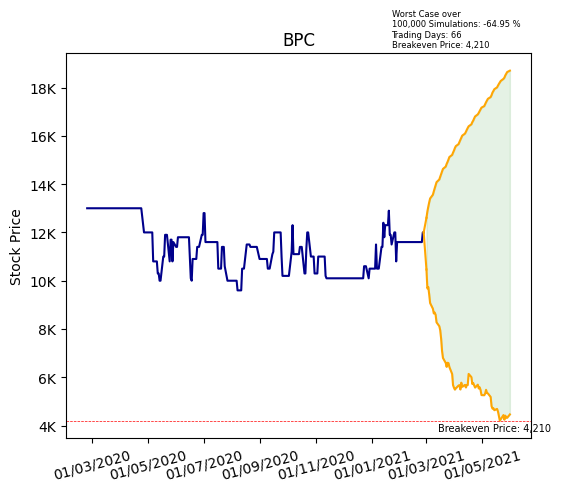 Worst Case over
100,000 Simulations: -64.95 %
Trading Days: 66
Breakeven Price: 4,210
BPC
Stock Price
18K
16K
14K
12K
10K
8K
6K
4K
Breakeven Price: 4,210
01/03/2020
01/05/2020
01/07/2020
01/09/2020
01/11/2020
01/01/2021
01/03/2021
01/05/2021